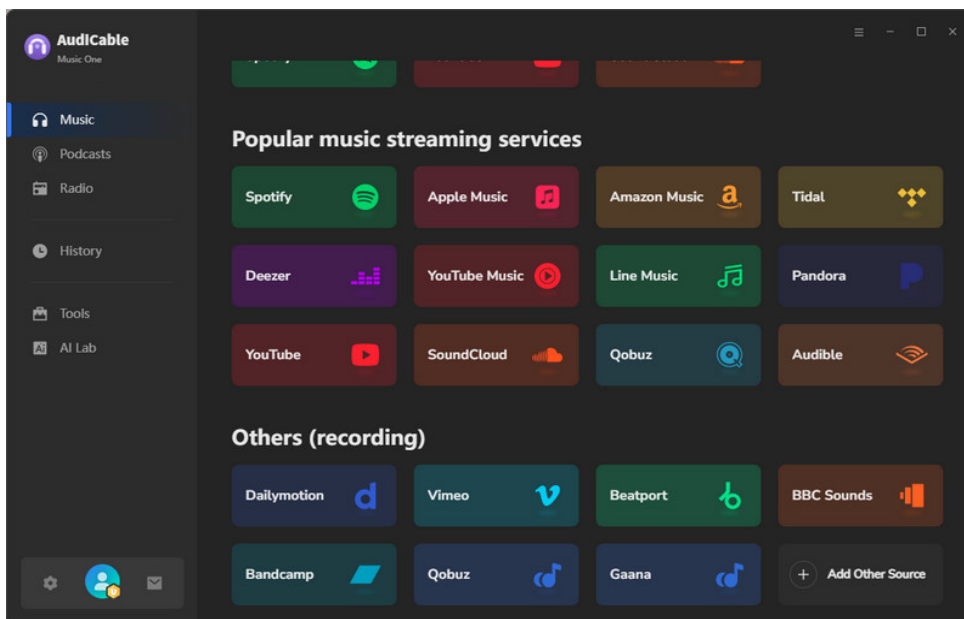 AudiCable
Music One
Music
Podcasts
Radio
History
Tools
AI Lab
Popular music streaming services
Spotify
Apple Music
Amazon Music
Tidal
Deezer
YouTube Music
Line Music
Pandora
YouTube
SoundCloud
Qobuz
Audible
Others (recording)
Dailymotion
Vimeo
Beatport
BBC Sounds
Bandcamp
Qobuz
Gaana
Add Other Source